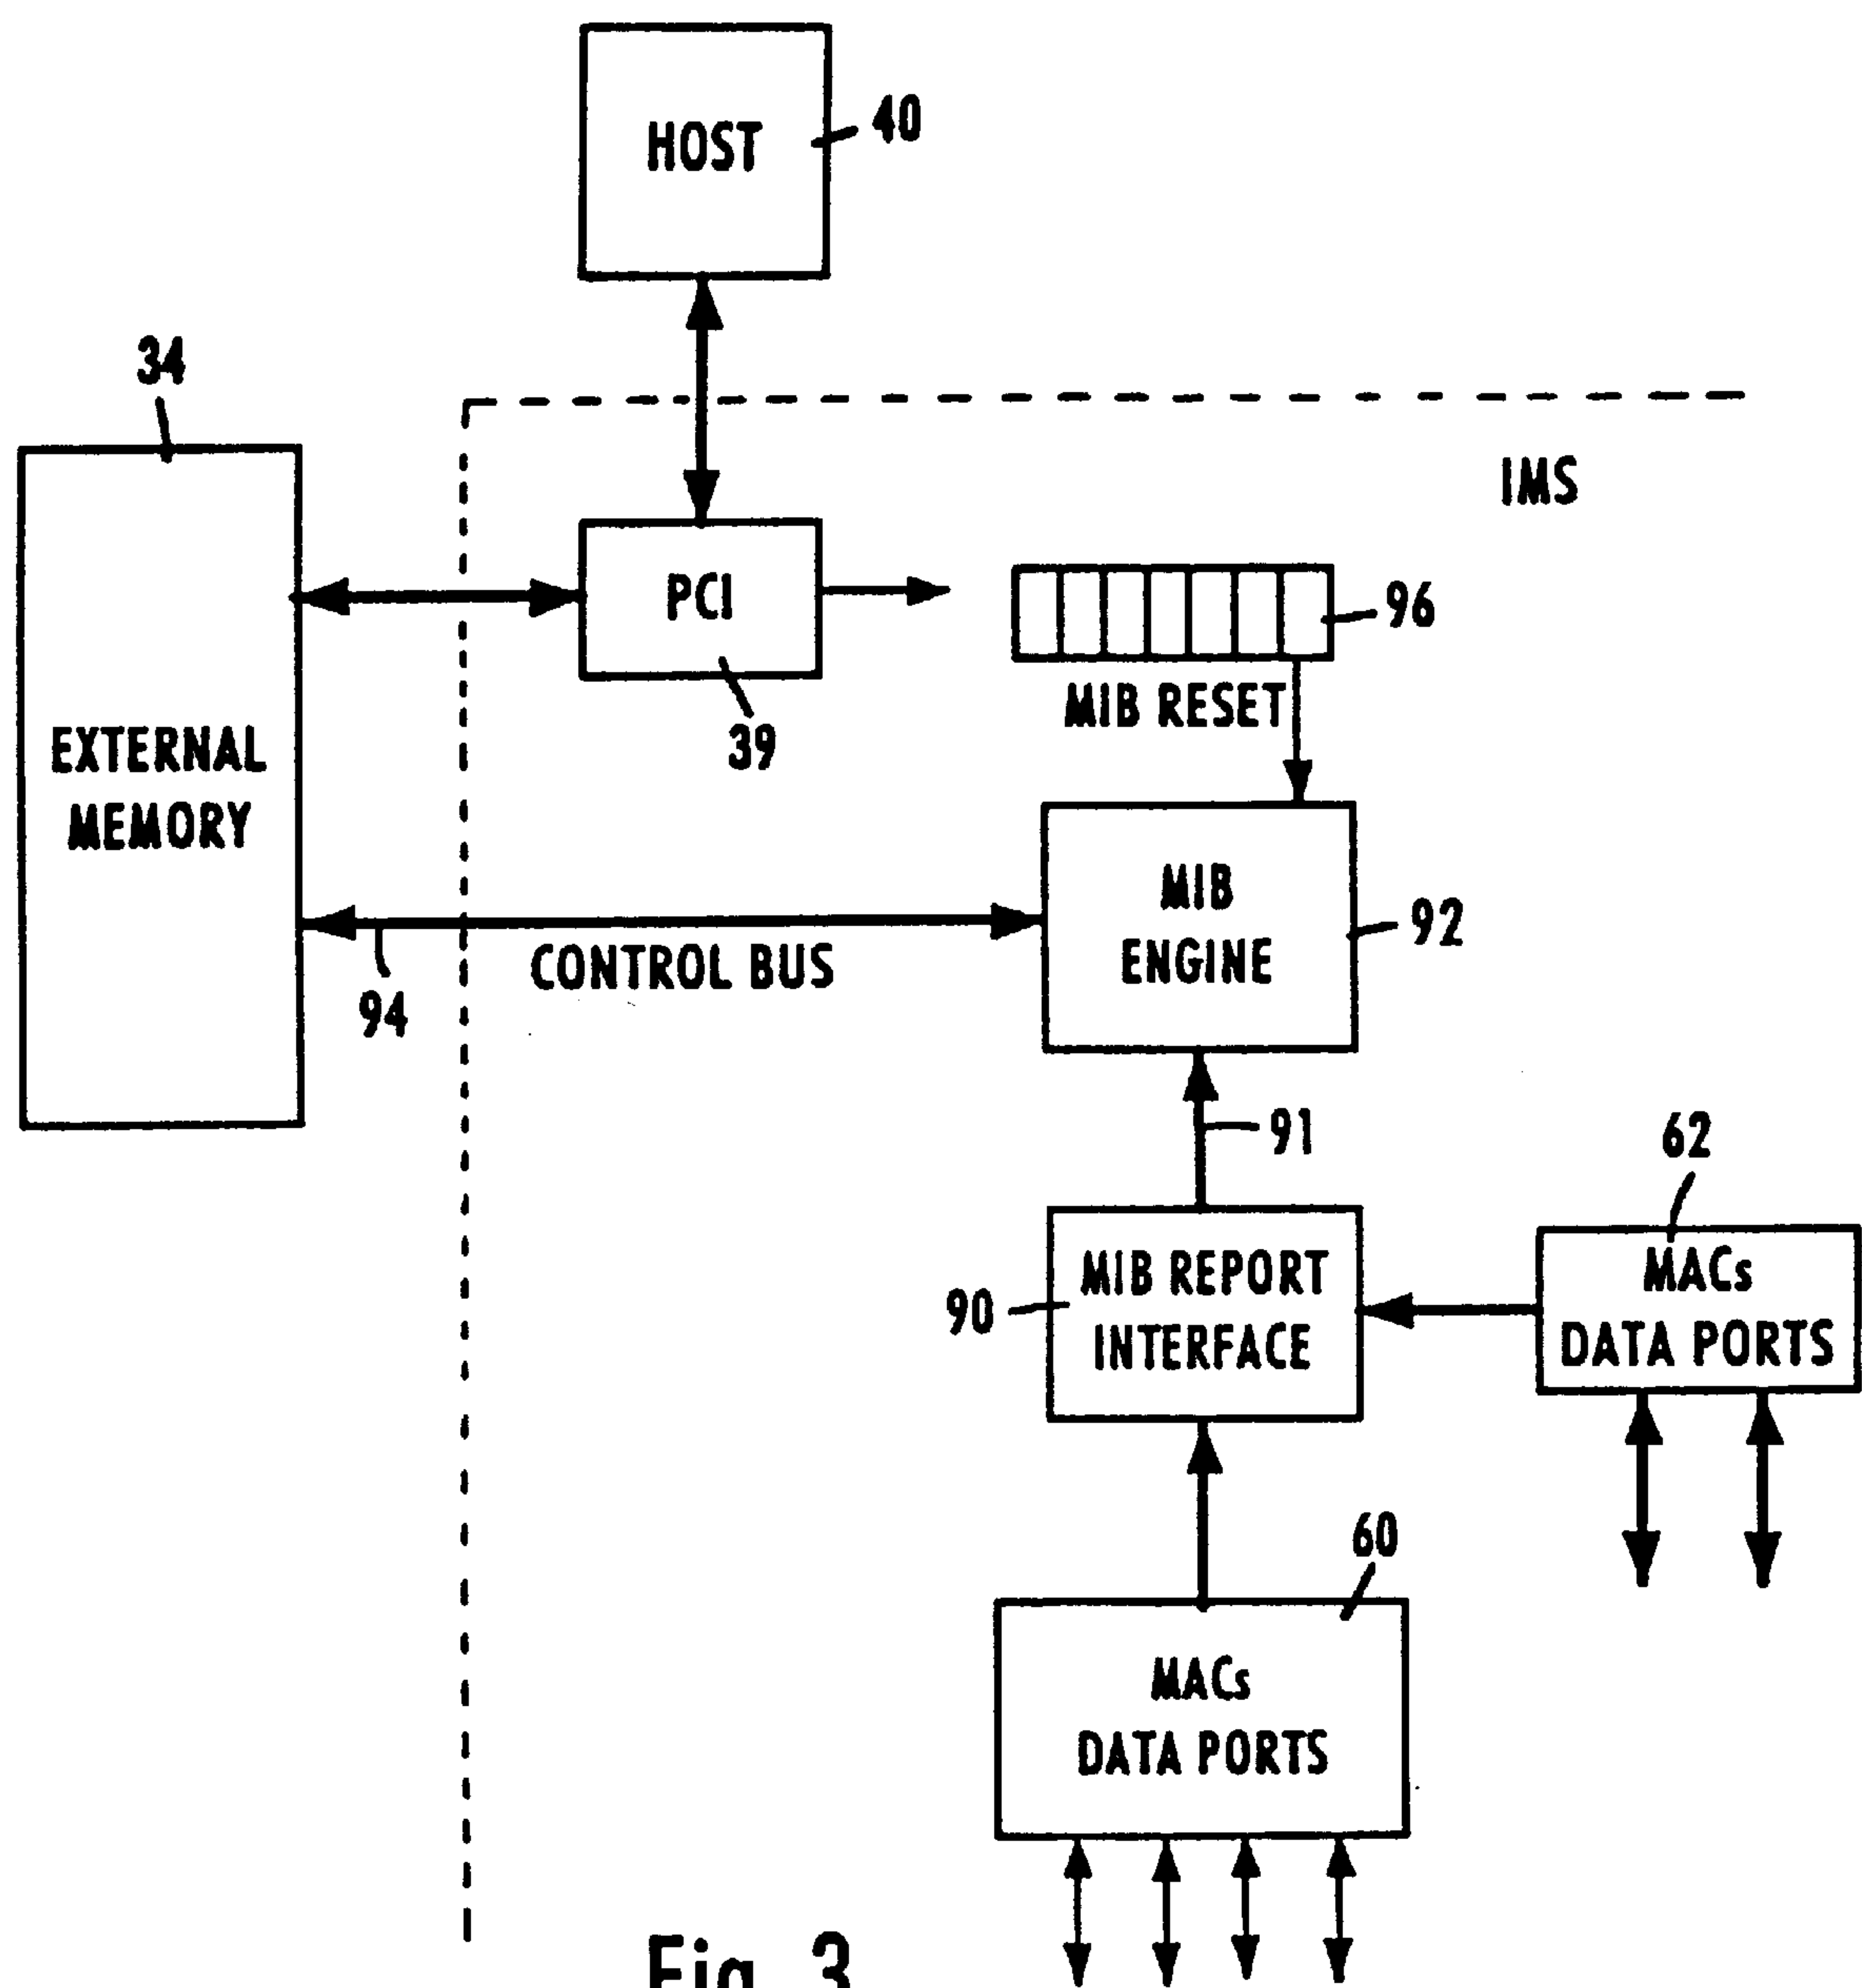 HOST
40
34
IMS
PCI
96
MIB RESET
39
EXTERNAL
MEMORY
MIB
ENGINE
92
CONTROL BUS
94
91
62
MIB REPORT
INTERFACE
90
MACs
DATA PORTS
60
MACs
DATA PORTS
Fig. 3